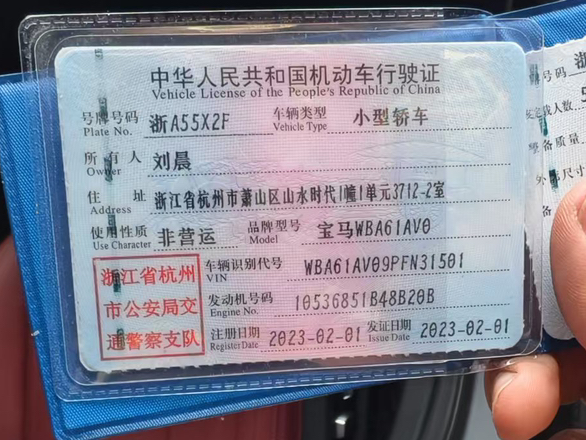 中华人民共和国机动车行驶证
Vehicle License of the People's Republic of China
号牌号码 浙A55X2F 车辆类型 小型轿车
Plate No. Vehicle Type
所有人 刘晨
Owner
住址 浙江省杭州市萧山区山水时代1幢1单元3712-2室
Address
使用性质 非营运 品牌型号 宝马WBA61AV0
Use Character Model
浙江省杭州
市公安局交
通警察支队
车辆识别代号 WBA61AV09PFN31501
VIN
发动机号码 10536851B48B20B
Engine No.
注册日期 2023-02-01 发证日期 2023-02-01
Register Date Issue Date
号码